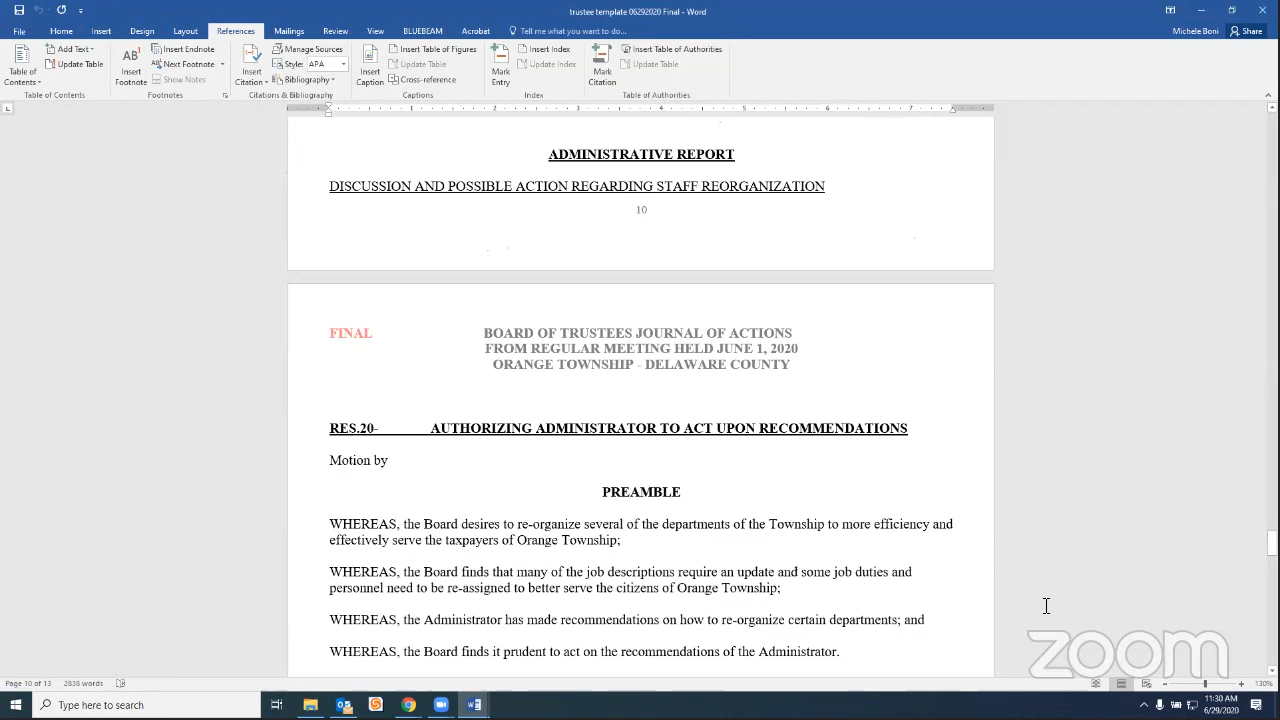 trustee template 06292020 Final - Word
File Home Insert Design Layout References Mailings Review View BLUEBEAM Acrobat Tell me what you want to do... Michele Boni Share
Table of Contents
Add Text
Update Table
Table of Contents
AB1
Insert Footnote
Insert Endnote
Next Footnote
Show Notes
Footnotes
Insert Citation
Manage Sources
Style: APA
Bibliography
Citations & Bibliography
Insert Caption
Insert Table of Figures
Update Table
Cross-reference
Captions
Mark Entry
Insert Index
Update Index
Index
Mark Citation
Insert Table of Authorities
Update Table
Table of Authorities
1 2 3 4 5 6 7
ADMINISTRATIVE REPORT
DISCUSSION AND POSSIBLE ACTION REGARDING STAFF REORGANIZATION
10
FINAL BOARD OF TRUSTEES JOURNAL OF ACTIONS
FROM REGULAR MEETING HELD JUNE 1, 2020
ORANGE TOWNSHIP - DELAWARE COUNTY
RES.20- AUTHORIZING ADMINISTRATOR TO ACT UPON RECOMMENDATIONS
Motion by
PREAMBLE
WHEREAS, the Board desires to re-organize several of the departments of the Township to more efficiency and
effectively serve the taxpayers of Orange Township;
WHEREAS, the Board finds that many of the job descriptions require an update and some job duties and
personnel need to be re-assigned to better serve the citizens of Orange Township;
WHEREAS, the Administrator has made recommendations on how to re-organize certain departments; and
WHEREAS, the Board finds it prudent to act on the recommendations of the Administrator.
zoom
Page 10 of 13 2838 words 130%
Type here to search
11:30 AM
6/26/2020